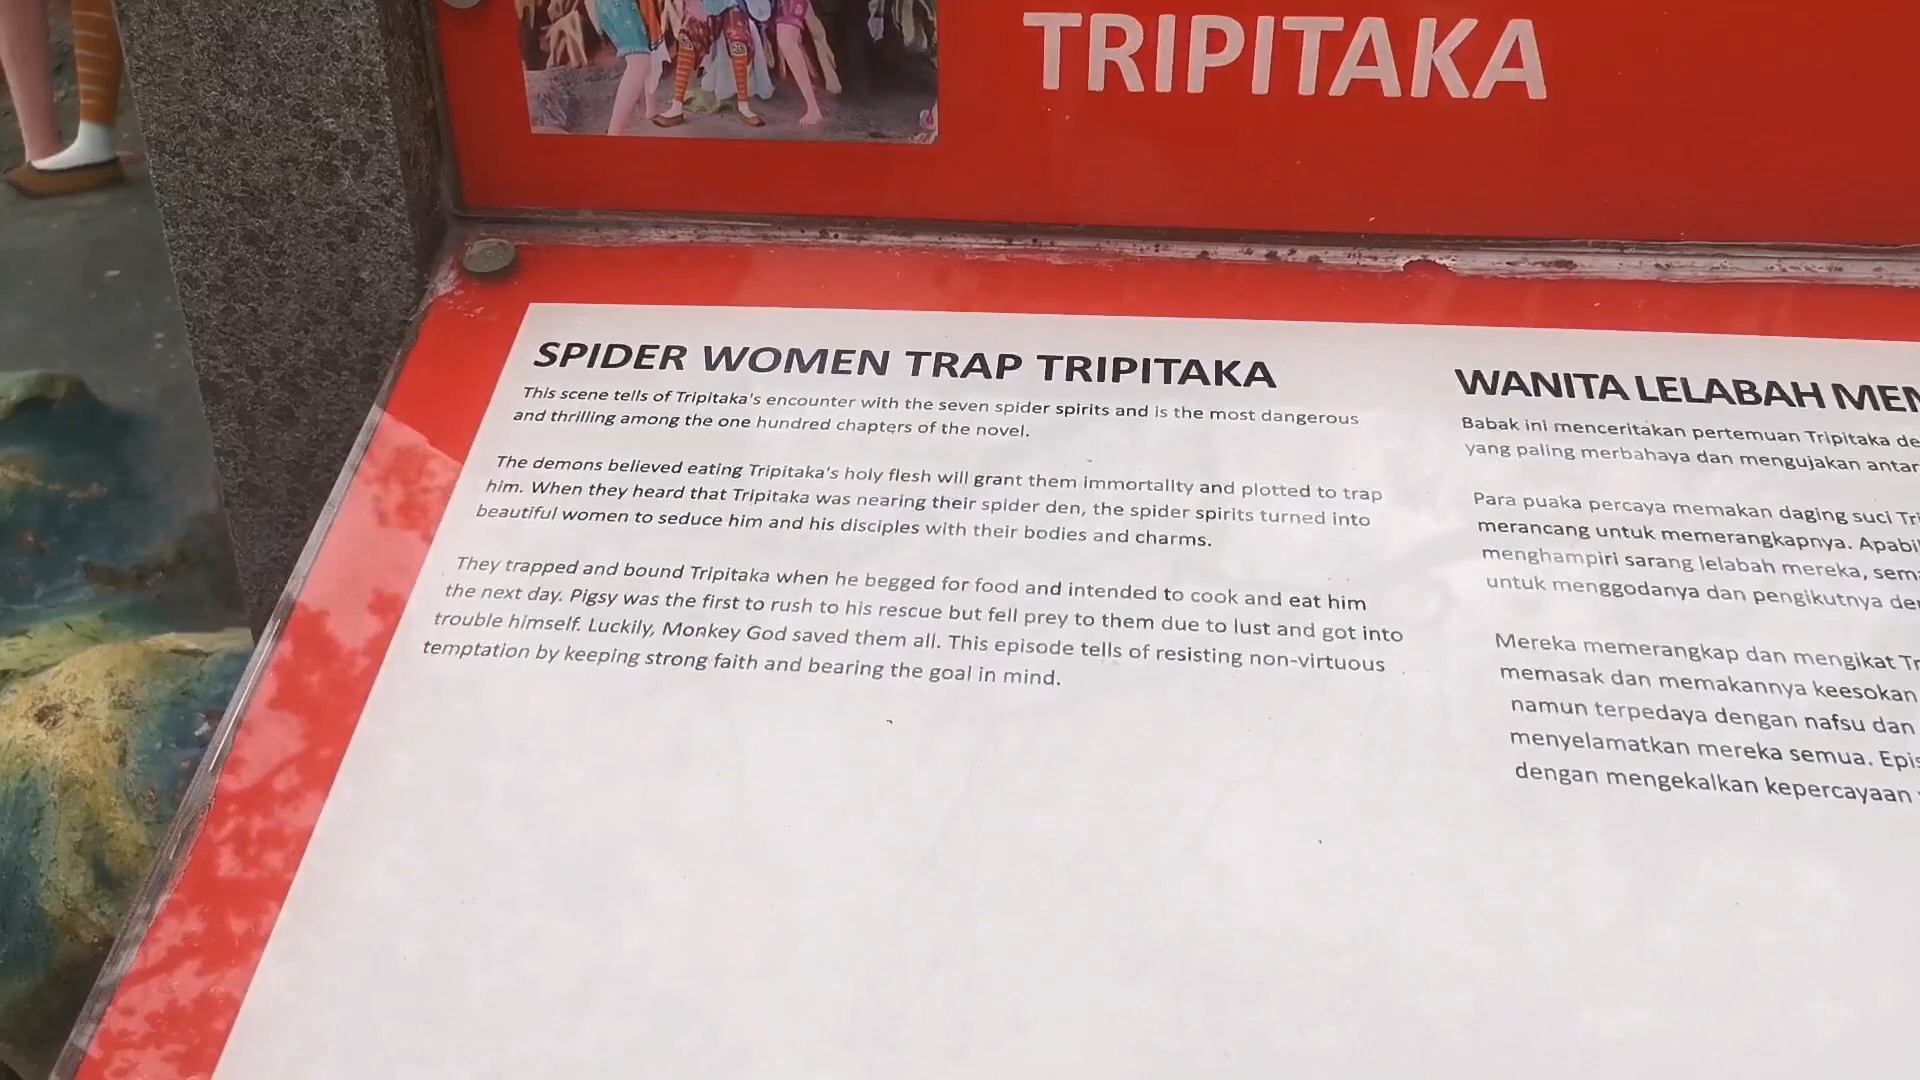 TRIPITAKA
SPIDER WOMEN TRAP TRIPITAKA
This scene tells of Tripitaka's encounter with the seven spider spirits and is the most dangerous
and thrilling among the one hundred chapters of the novel.
The demons believed eating Tripitaka's holy flesh will grant them immortality and plotted to trap
him. When they heard that Tripitaka was nearing their spider den, the spider spirits turned into
beautiful women to seduce him and his disciples with their bodies and charms.
They trapped and bound Tripitaka when he begged for food and intended to cook and eat him
the next day. Pigsy was the first to rush to his rescue but fell prey to them due to lust and got into
trouble himself. Luckily, Monkey God saved them all. This episode tells of resisting non-virtuous
temptation by keeping strong faith and bearing the goal in mind.
WANITA LELABAH
Babak ini menceritakan pertemuan Tripitaka
yang paling merbahaya dan mengujakan
Para puaka percaya memakan daging suci
merancang untuk memerangkapnya.
menghampiri sarang lelabah mereka,
untuk menggodanya dan pengikutnya
Mereka memerangkap dan mengikat
memasak dan memakannya keesokan
namun terpedaya dengan nafsu dan
menyelamatkan mereka semua.
dengan mengekalkan kepercayaan